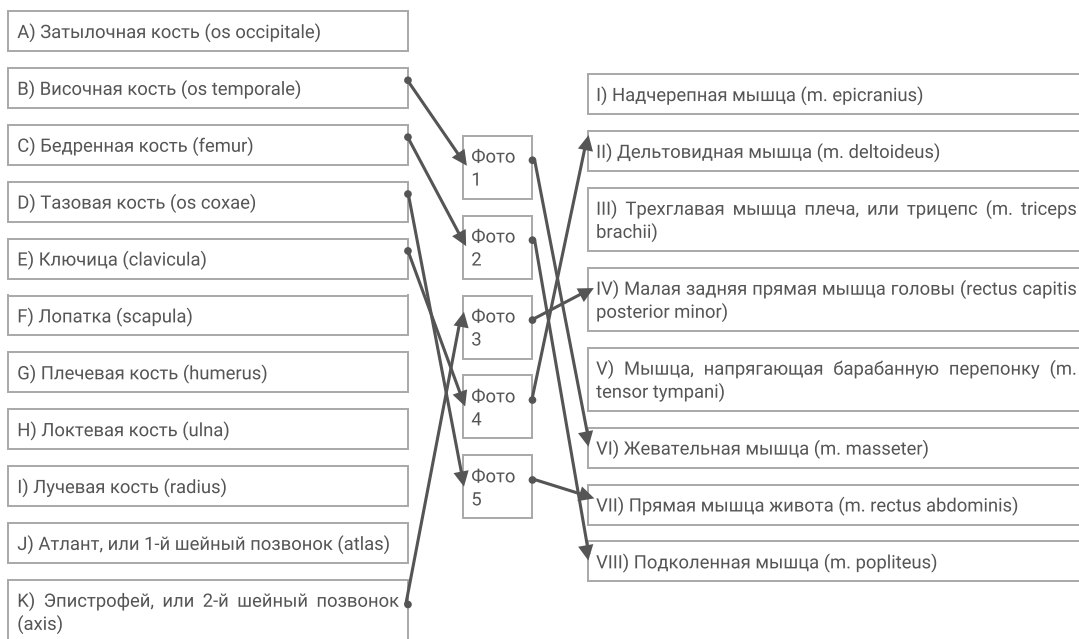 A) Затылочная кость (os occipitale)
B) Височная кость (os temporale)
C) Бедренная кость (femur)
D) Тазовая кость (os coxae)
E) Ключица (clavicula)
F) Лопатка (scapula)
G) Плечевая кость (humerus)
H) Локтевая кость (ulna)
I) Лучевая кость (radius)
J) Атлант, или 1-й шейный позвонок (atlas)
K) Эпистрофей, или 2-й шейный позвонок
(axis)
Фото
1
Фото
2
Фото
3
Фото
4
Фото
5
I) Надчерепная мышца (m. epicranius)
II) Дельтовидная мышца (m. deltoideus)
III) Трехглавая мышца плеча, или трицепс (m. triceps
brachii)
IV) Малая задняя прямая мышца головы (rectus capitis
posterior minor)
V) Мышца, напрягающая барабанную перепонку (m.
tensor tympani)
VI) Жевательная мышца (m. masseter)
VII) Прямая мышца живота (m. rectus abdominis)
VIII) Подколенная мышца (m. popliteus)